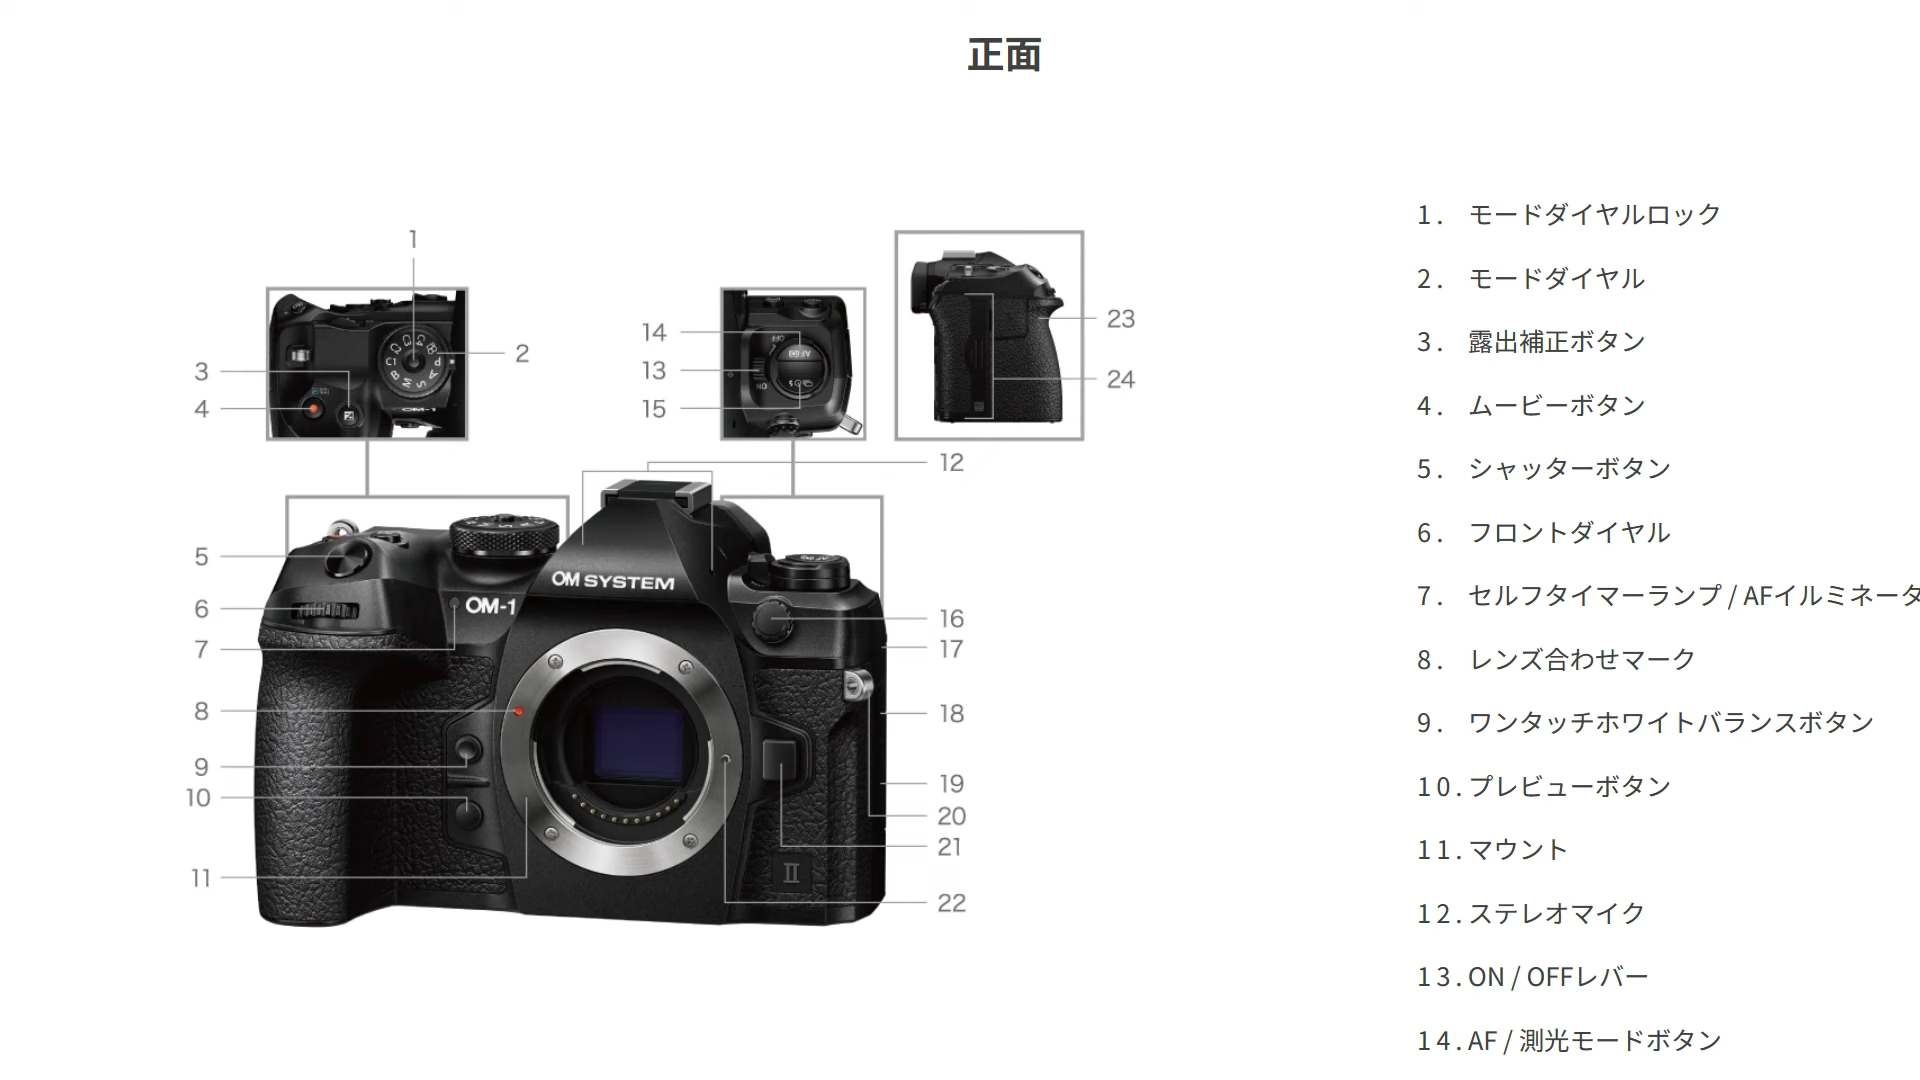 正面
1
2
3
4
14
13
15
23
24
12
5
6
7
8
9
10
11
16
17
18
19
20
21
22
OM SYSTEM
OM-1
II
OFF
ON
OM-1
1. モードダイヤルロック
2. モードダイヤル
3. 露出補正ボタン
4. ムービーボタン
5. シャッターボタン
6. フロントダイヤル
7. セルフタイマーランプ / AFイルミネータ
8. レンズ合わせマーク
9. ワンタッチホワイトバランスボタン
10. プレビューボタン
11. マウント
12. ステレオマイク
13. ON / OFFレバー
14. AF / 測光モードボタン